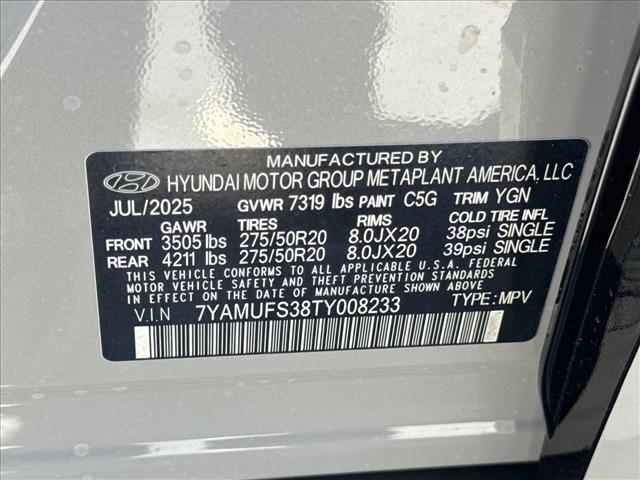 MANUFACTURED BY
HYUNDAI MOTOR GROUP METAPLANT AMERICA, LLC
JUL/2025 GVWR 7319 lbs PAINT C5G TRIM YGN
GAWR TIRES RIMS COLD TIRE INFL
FRONT 3505 lbs 275/50R20 8.0JX20 38psi SINGLE
REAR 4211 lbs 275/50R20 8.0JX20 39psi SINGLE
THIS VEHICLE CONFORMS TO ALL APPLICABLE U.S.A. FEDERAL
MOTOR VEHICLE SAFETY STANDARDS IN EFFECT ON THE DATE OF MANUFACTURE SHOWN ABOVE.
V.I.N 7YAMUFS38TY008233 TYPE:MPV